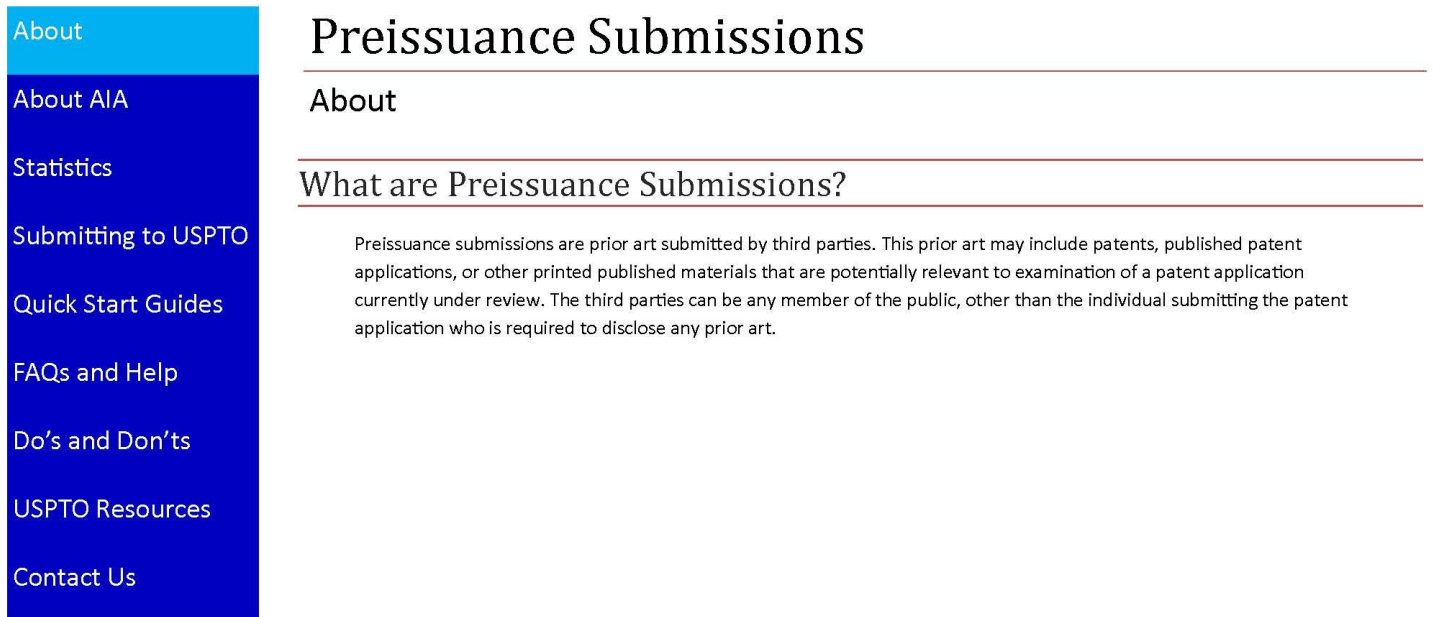 About
About AIA
Statistics
Submitting to USPTO
Quick Start Guides
FAQs and Help
Do’s and Don’ts
USPTO Resources
Contact Us
Preissuance Submissions
About
What are Preissuance Submissions?
Preissuance submissions are prior art submitted by third parties. This prior art may include patents, published patent
applications, or other printed published materials that are potentially relevant to examination of a patent application
currently under review. The third parties can be any member of the public, other than the individual submitting the patent
application who is required to disclose any prior art.